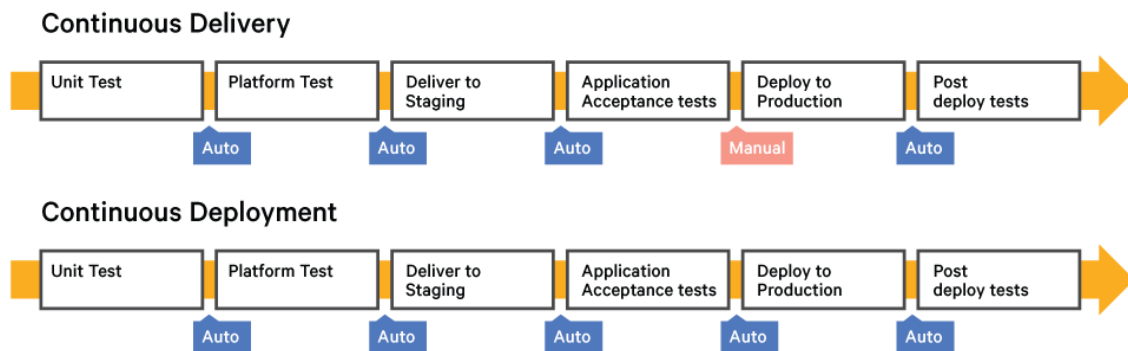 Continuous Delivery
Unit Test
Platform Test
Deliver to
Staging
Application
Acceptance tests
Deploy to
Production
Post
deploy tests
Auto
Auto
Auto
Manual
Auto
Continuous Deployment
Unit Test
Platform Test
Deliver to
Staging
Application
Acceptance tests
Deploy to
Production
Post
deploy tests
Auto
Auto
Auto
Auto
Auto